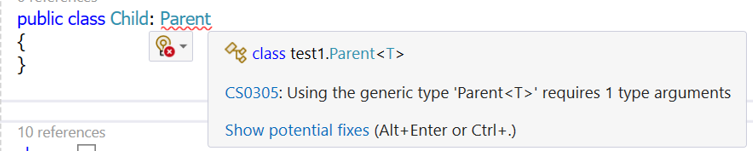 public class Child: Parent
{
}
class test1.Parent<T>
CS0305: Using the generic type 'Parent<T>' requires 1 type arguments
Show potential fixes (Alt+Enter or Ctrl+.)
10 references